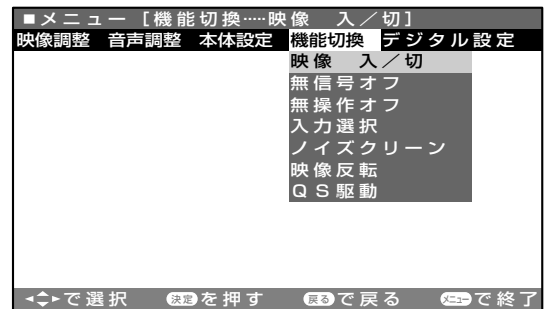 ■メニュー [機能切換……映像 入／切]
映像調整 音声調整 本体設定 機能切換 デジタル設定
映像 入／切
無信号オフ
無操作オフ
入力選択
ノイズクリーン
映像反転
QS駆動
で選択 決定を押す 戻るで戻る メニューで終了